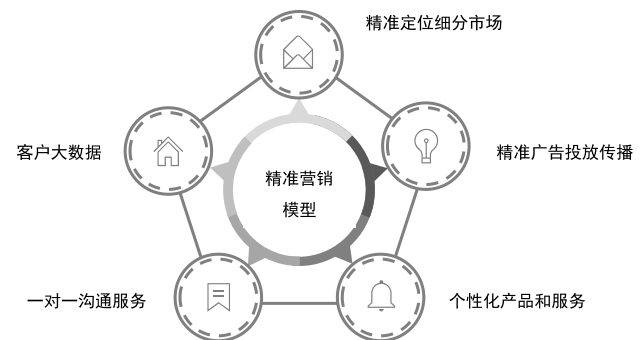 精准定位细分市场
客户大数据
精准广告投放传播
精准营销
模型
一对一沟通服务
个性化产品和服务